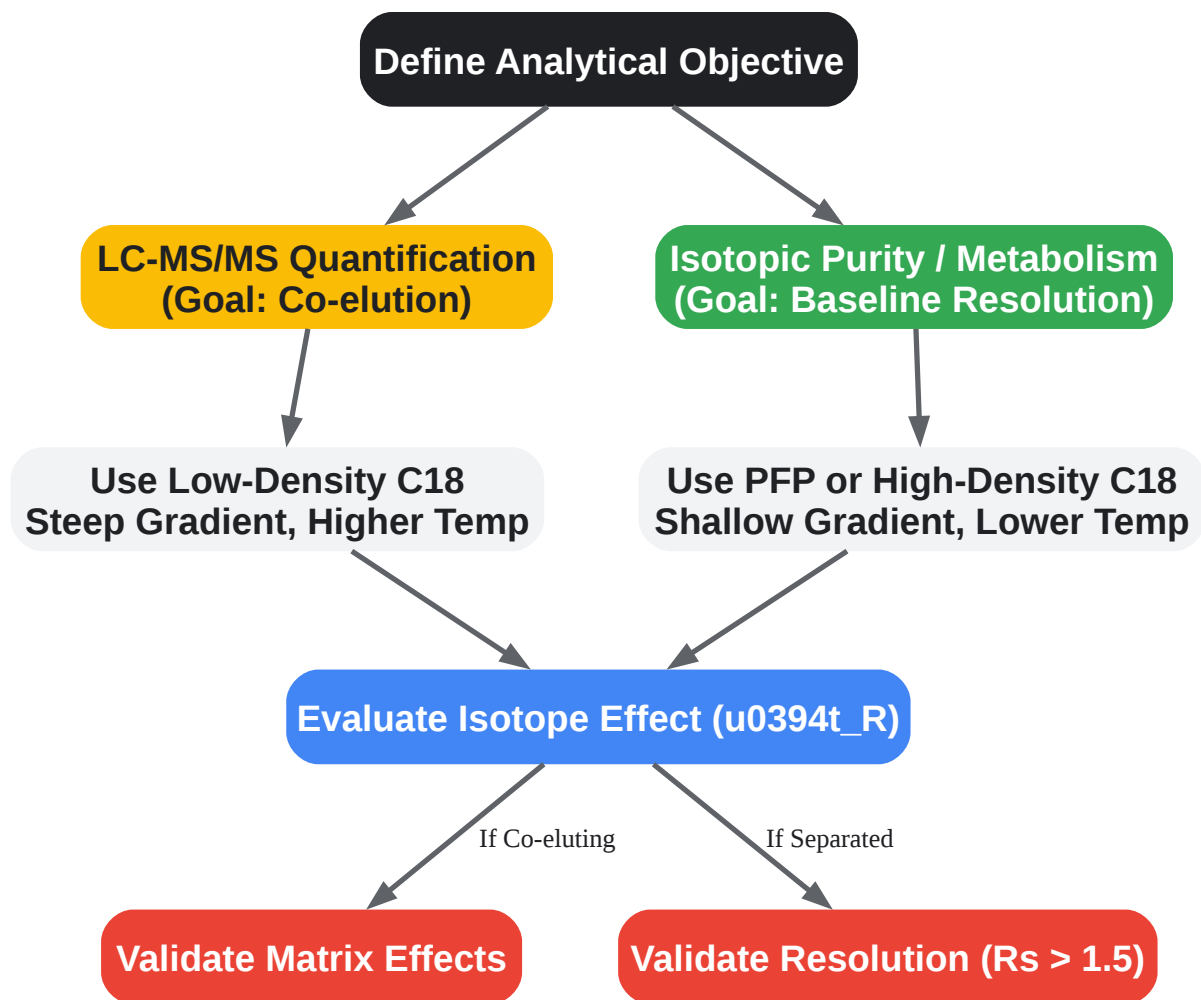 Define Analytical Objective
LC-MS/MS Quantification
(Goal: Co-elution)
Isotopic Purity / Metabolism
(Goal: Baseline Resolution)
Use Low-Density C18
Steep Gradient, Higher Temp
Use PFP or High-Density C18
Shallow Gradient, Lower Temp
Evaluate Isotope Effect (u0394t_R)
If Co-eluting
If Separated
Validate Matrix Effects
Validate Resolution (Rs > 1.5)